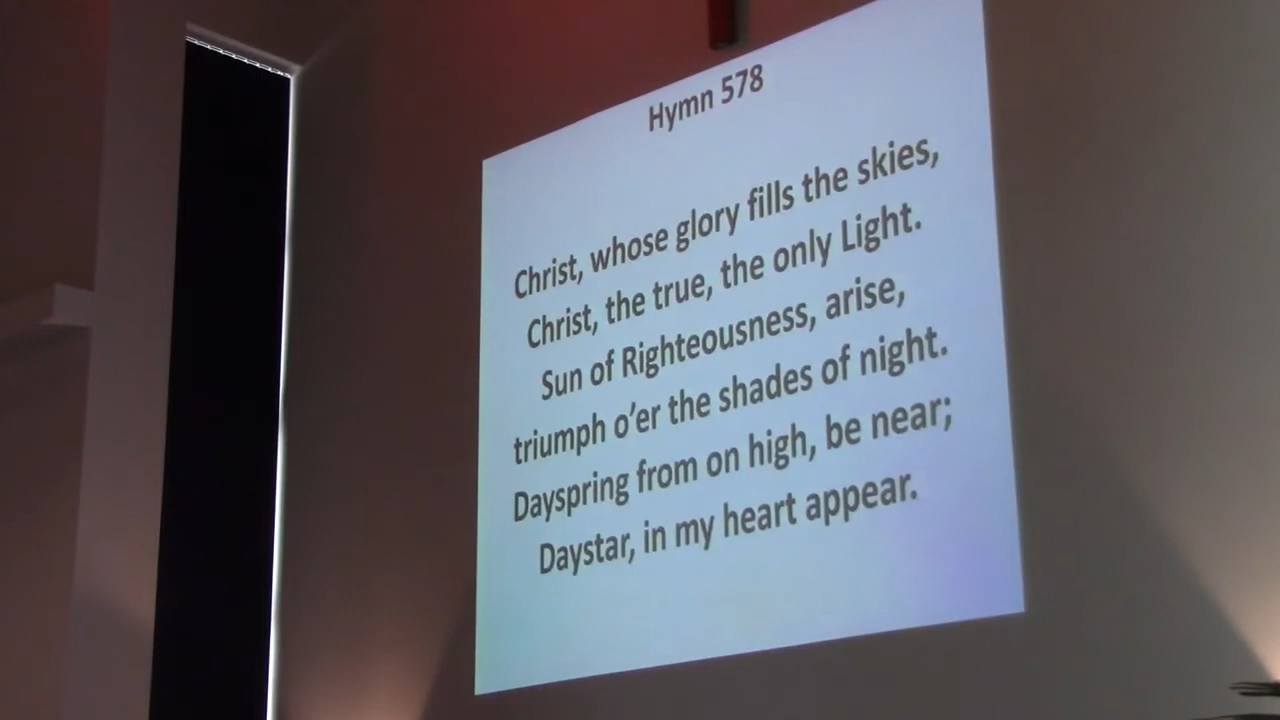 Hymn 578
Christ, whose glory fills the skies,
Christ, the true, the only Light.
Sun of Righteousness, arise,
triumph o’er the shades of night.
Dayspring from on high, be near;
Daystar, in my heart appear.